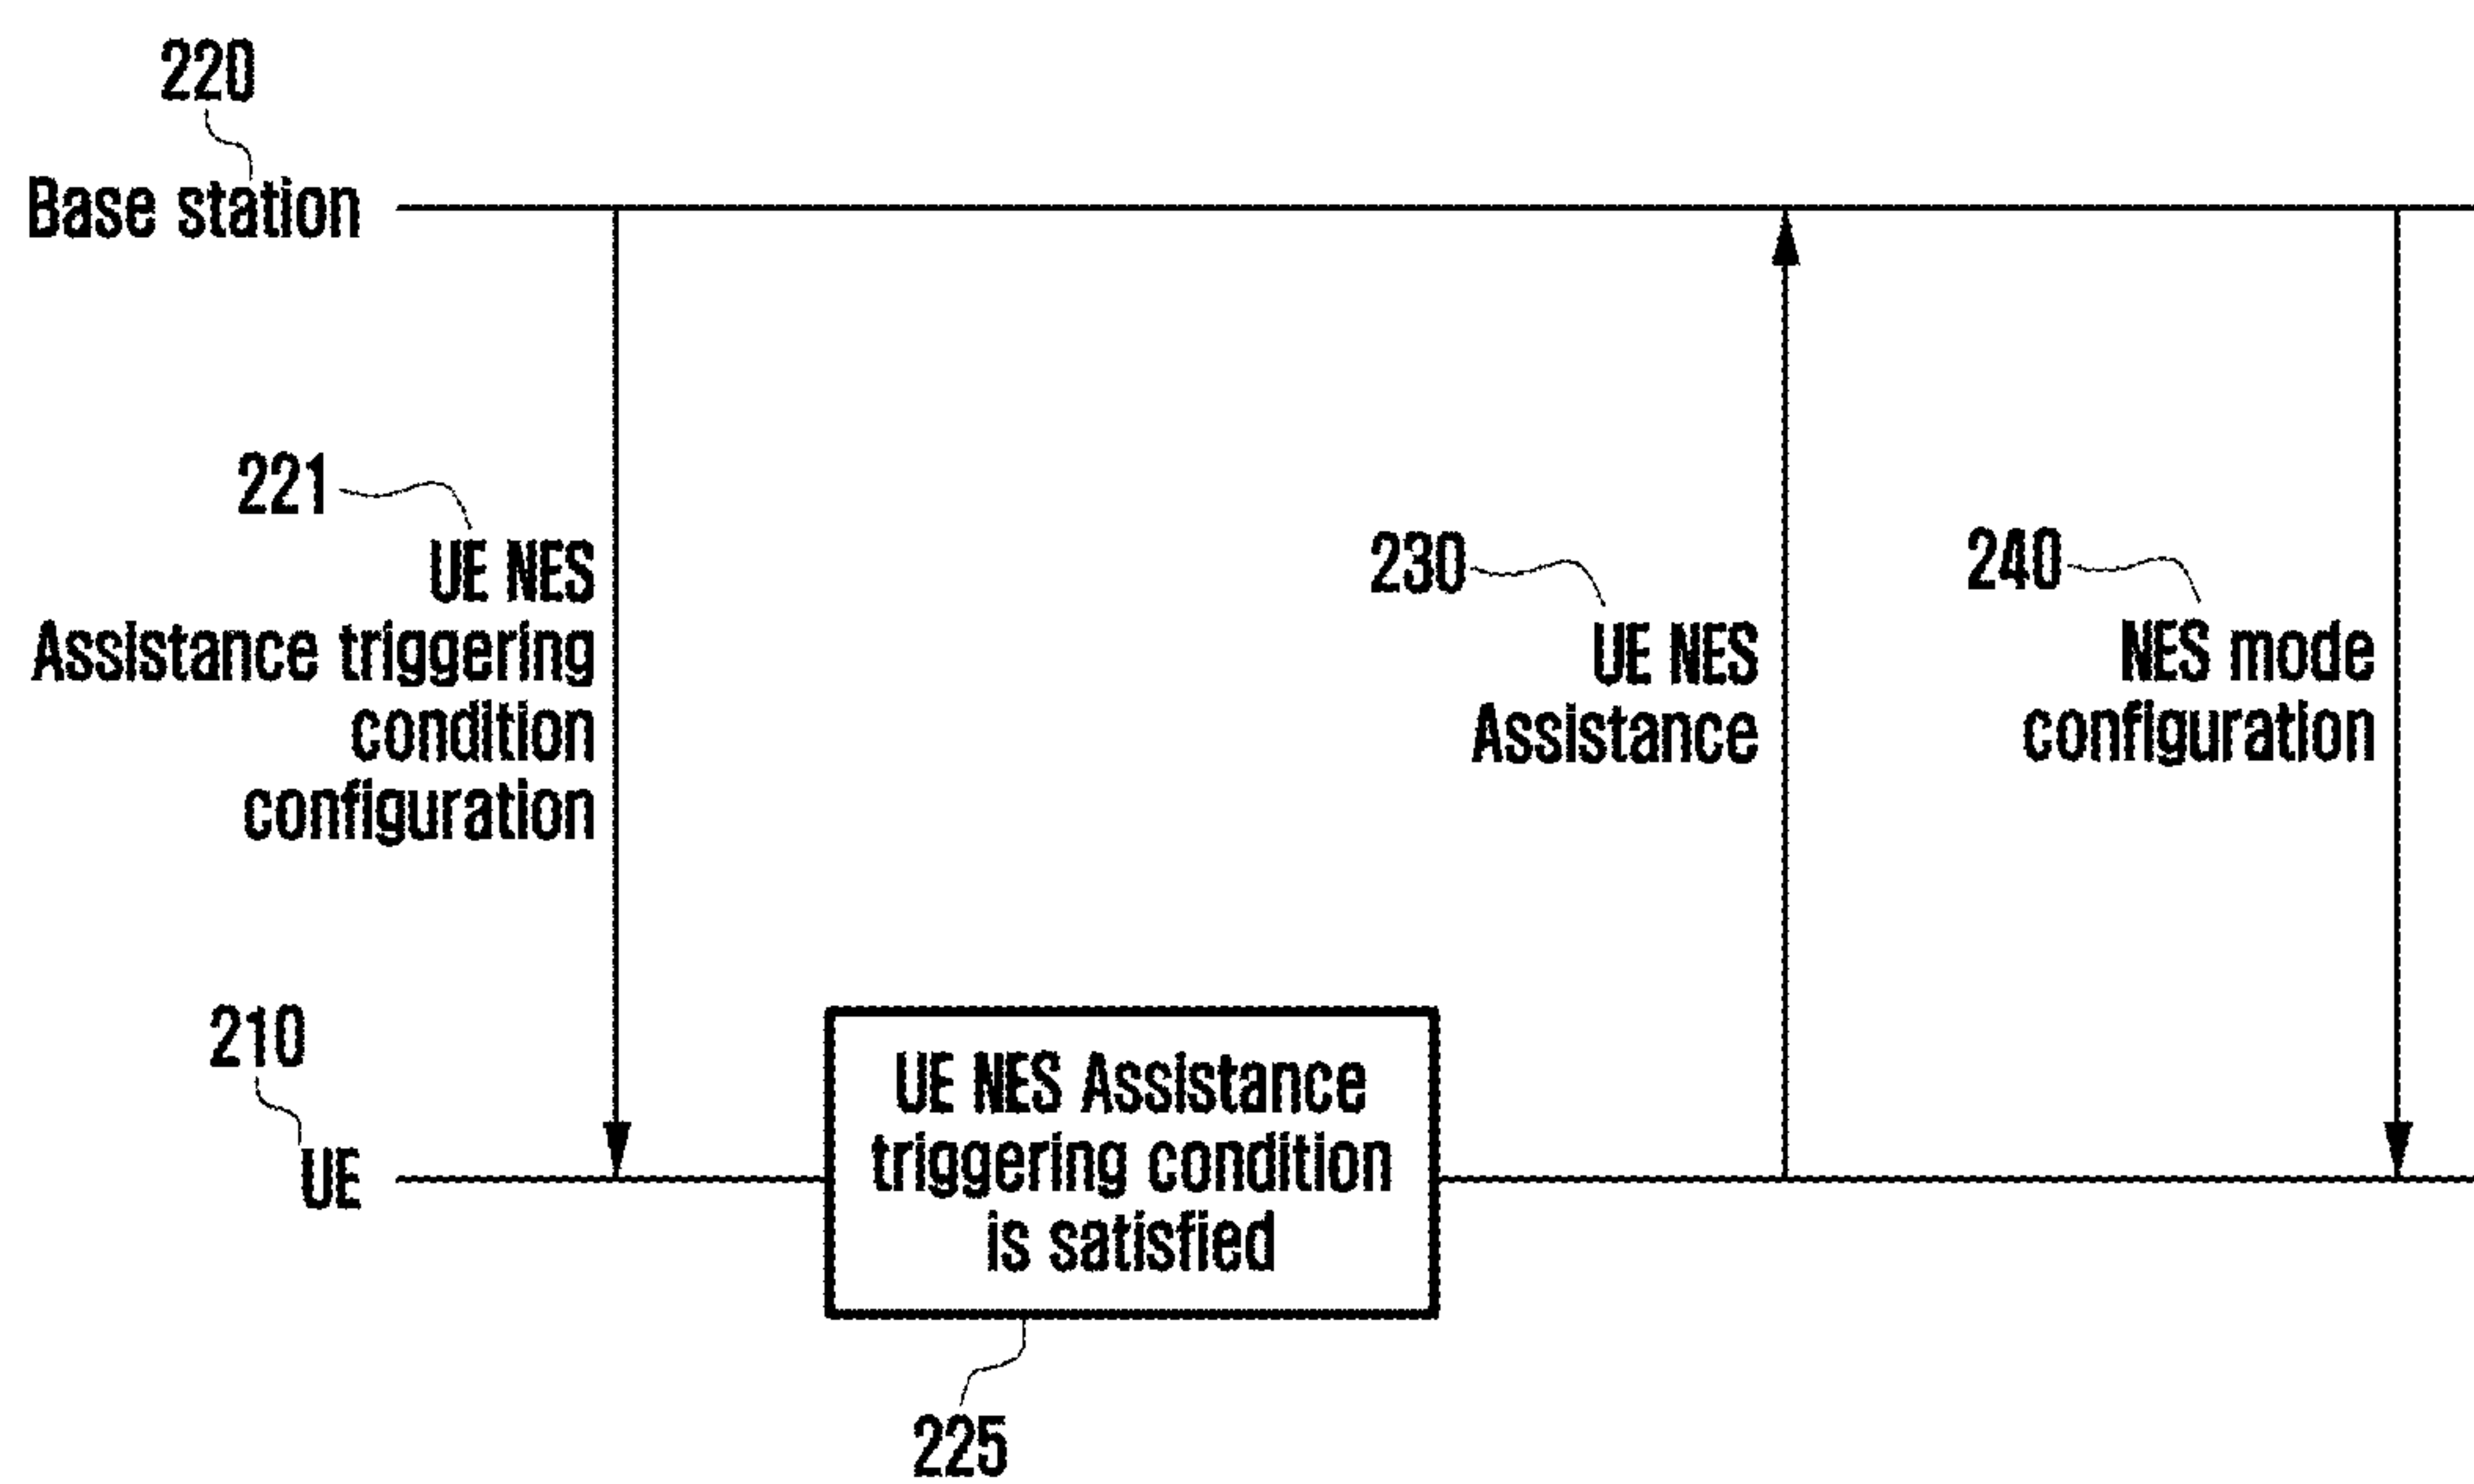 220
Base station
221
UE NES
Assistance triggering
condition
configuration
230
UE NES
Assistance
240
NES mode
configuration
210
UE
UE NES Assistance
triggering condition
is satisfied
225